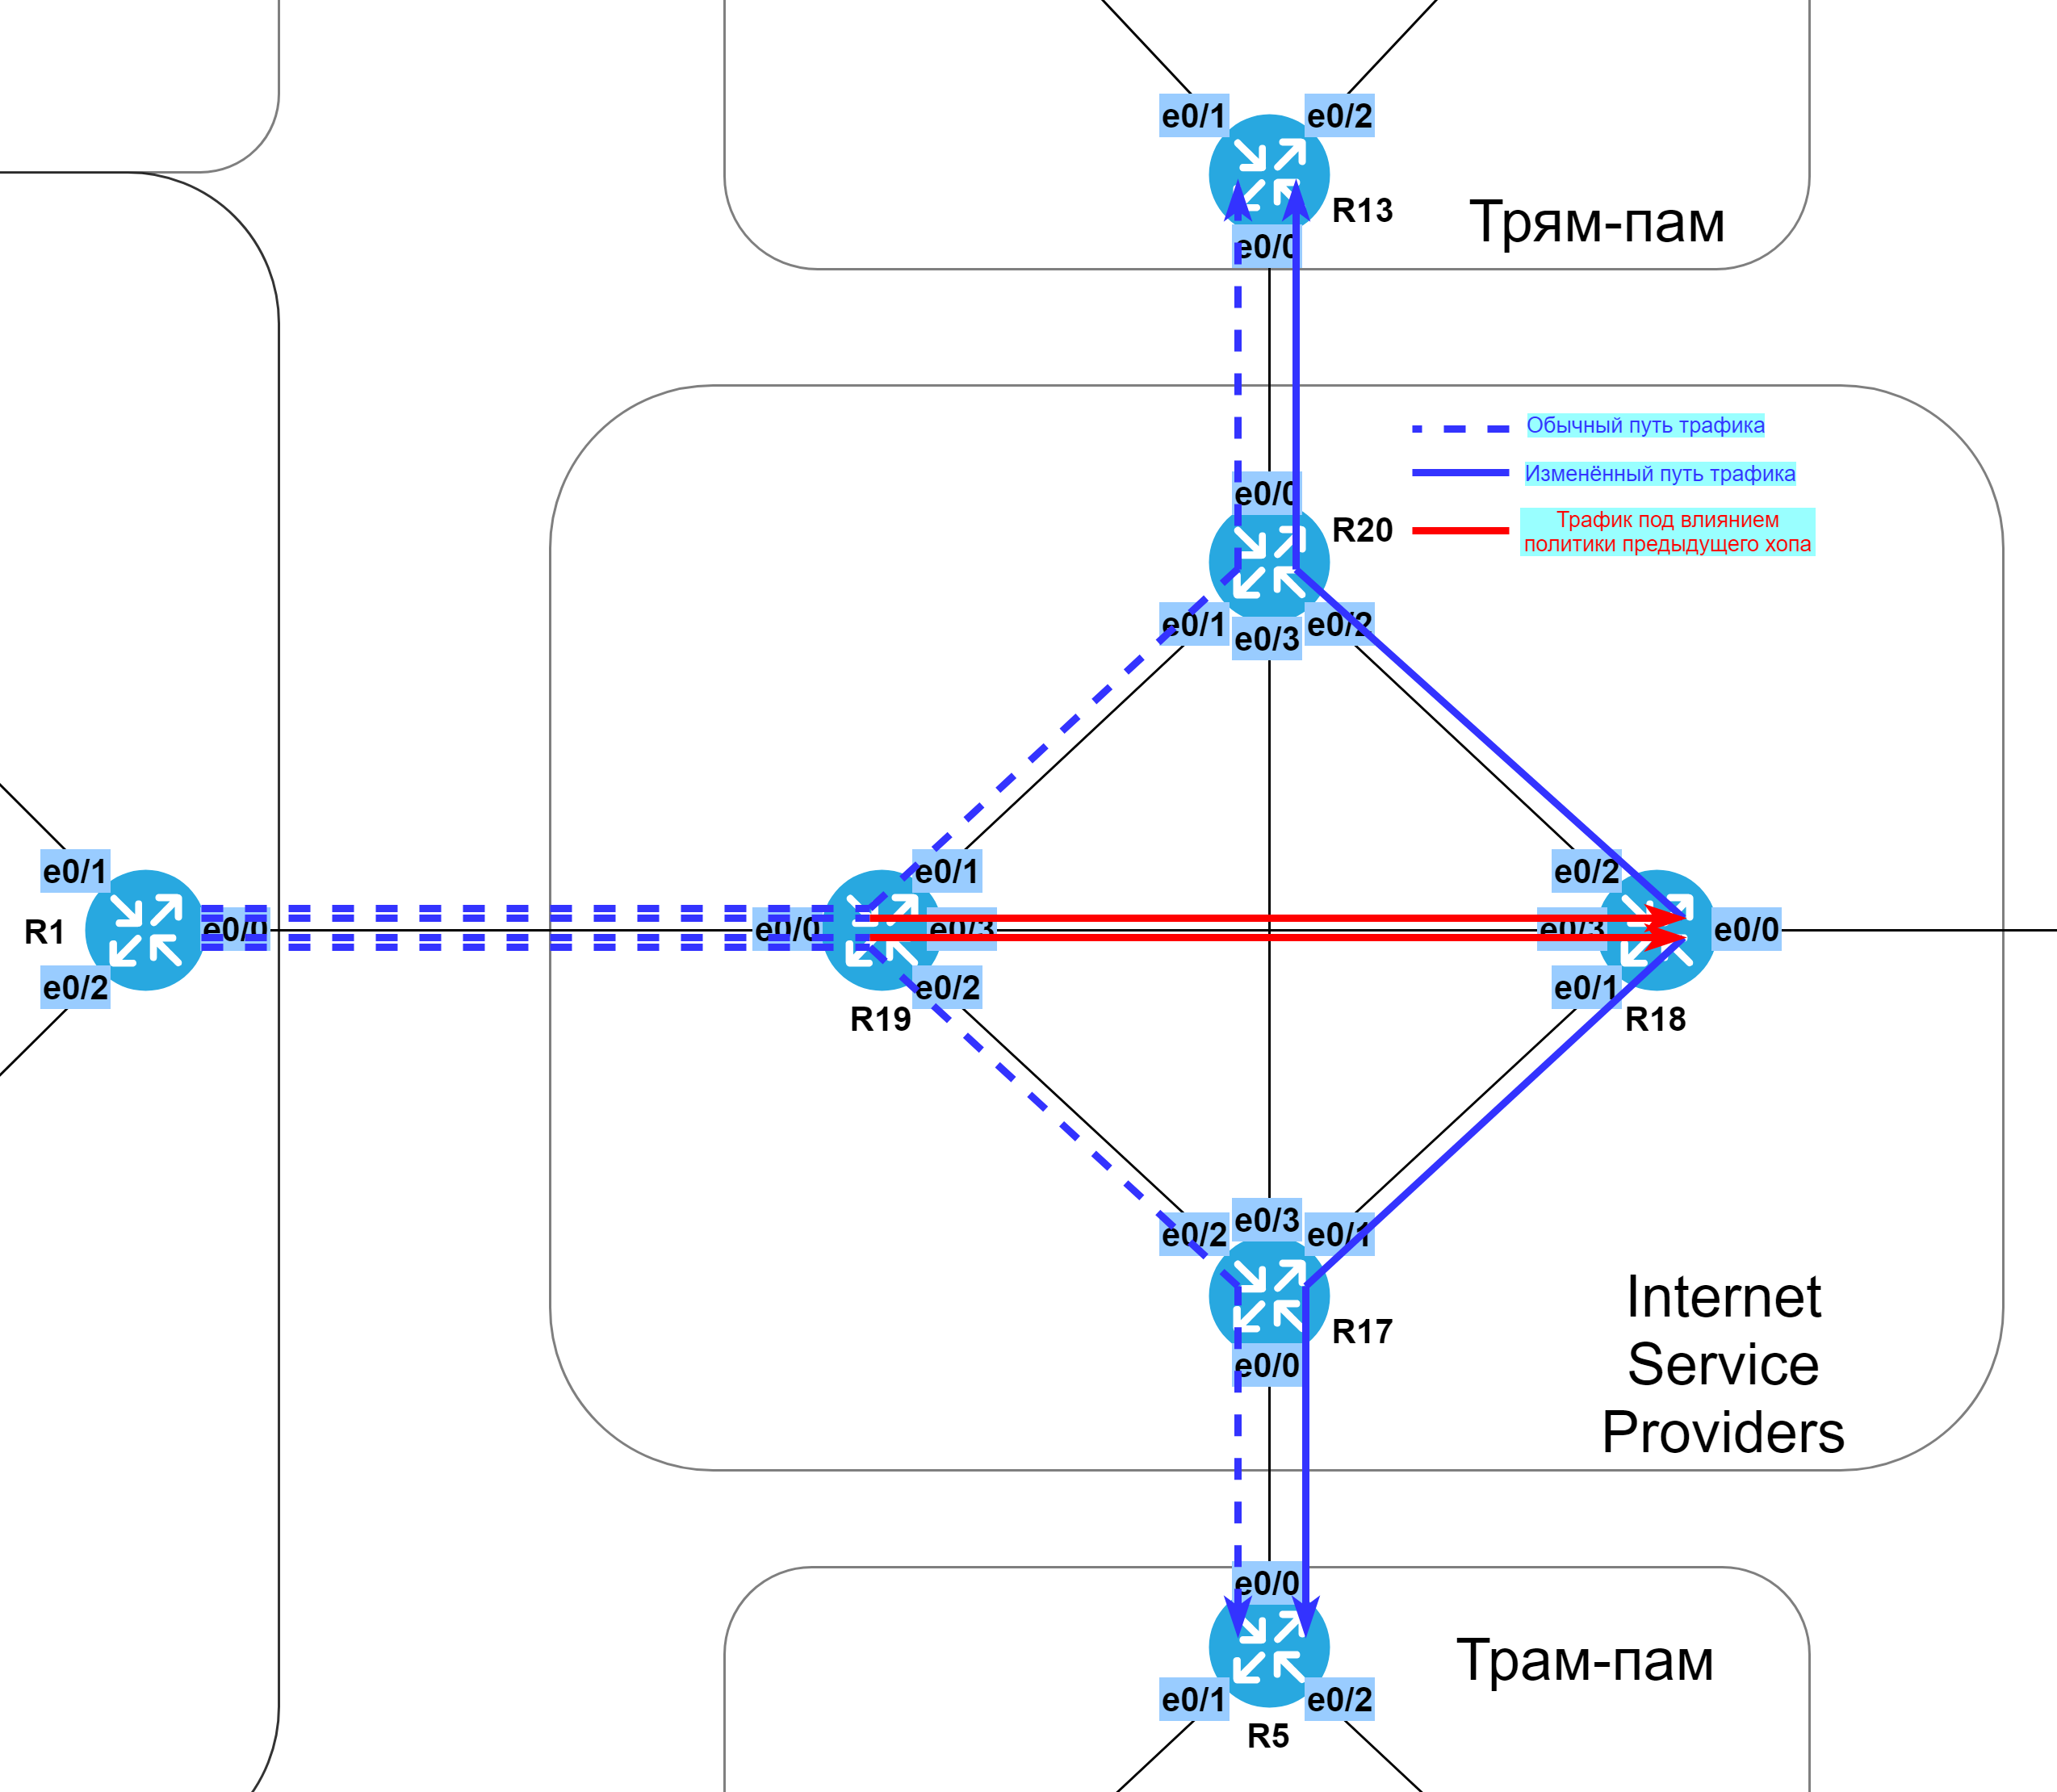 e0/1
e0/2
R13
e0/0
Трям-пам
Обычный путь трафика
Изменённый путь трафика
Трафик под влиянием
политики предыдущего хопа
e0/0
R20
e0/1
e0/3
e0/2
e0/1
R1
e0/0
e0/2
e0/1
e0/0
e0/3
e0/2
R19
e0/2
e0/3
e0/0
e0/1
R18
e0/2
e0/3
e0/1
R17
e0/0
Internet
Service
Providers
e0/0
Трам-пам
e0/1
e0/2
R5